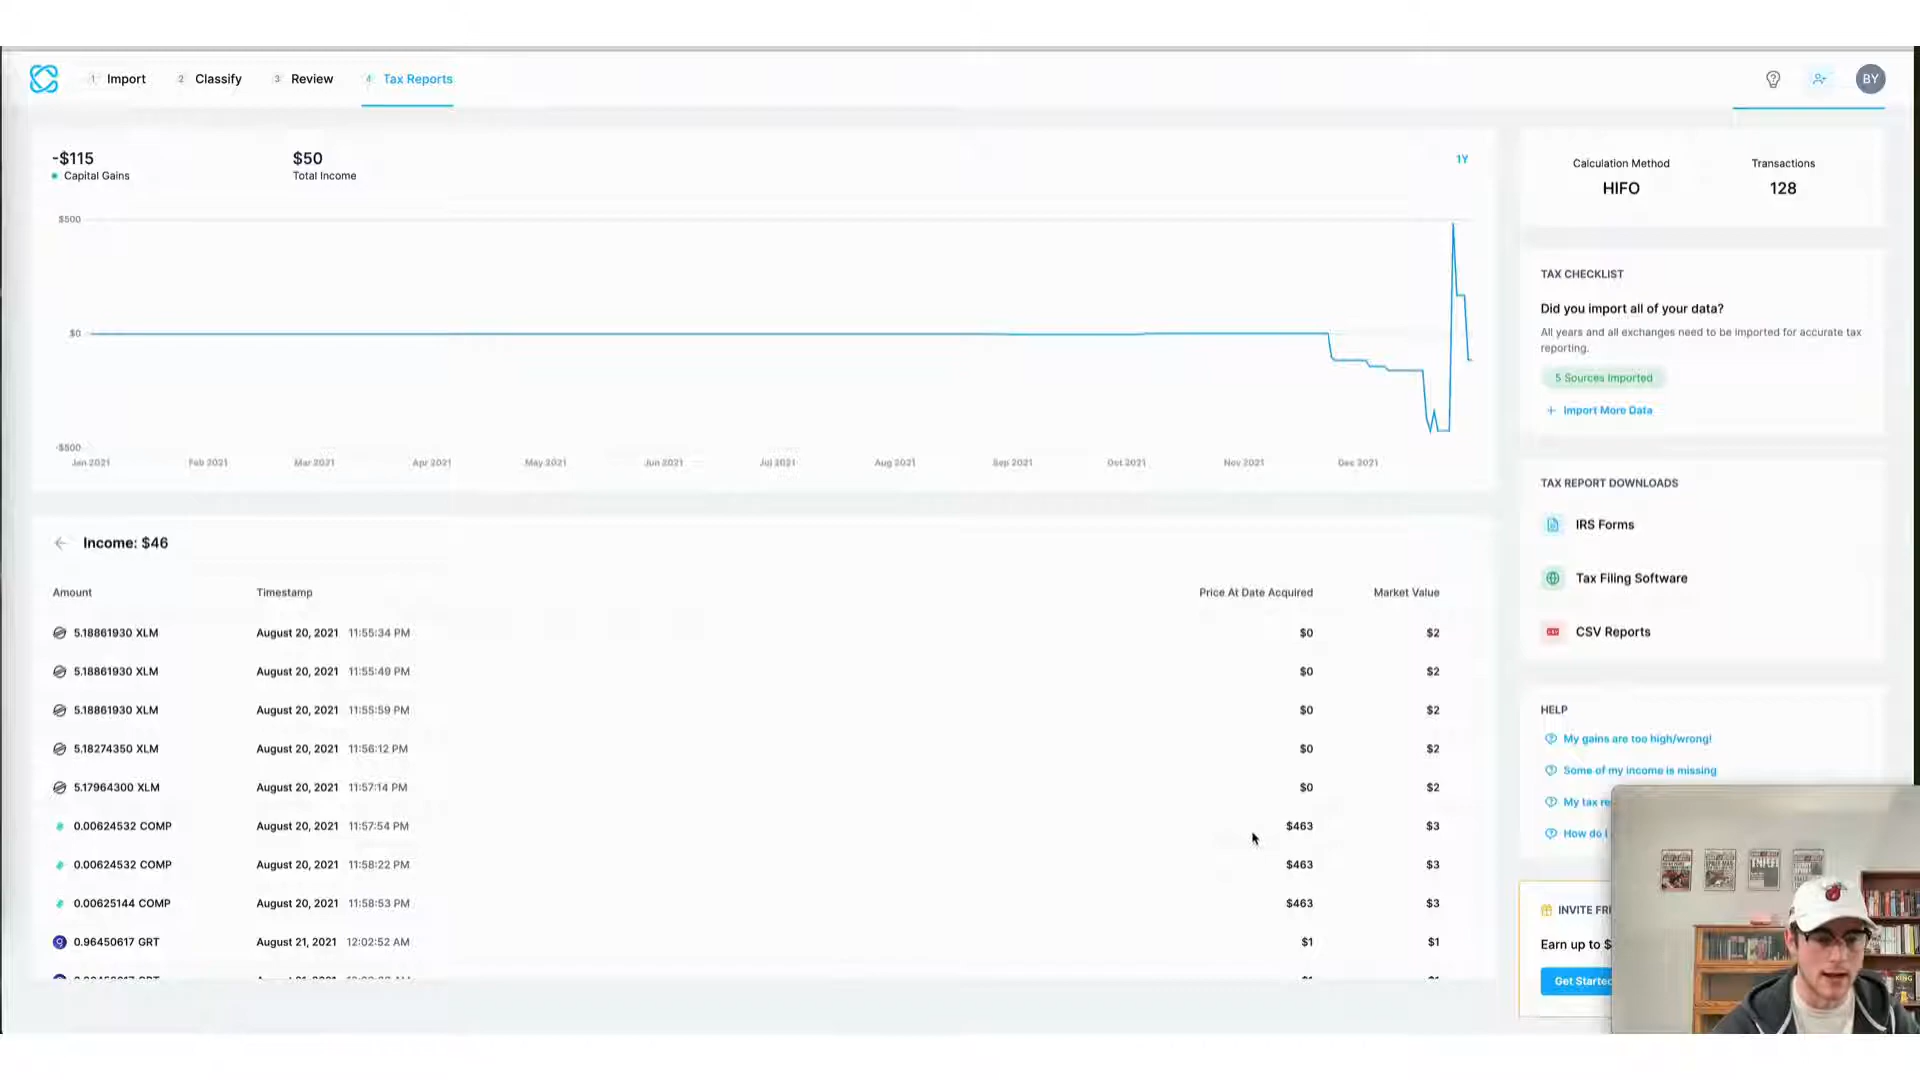 1 Import 2 Classify 3 Review 4 Tax Reports
BY
-$115
Capital Gains
$50
Total Income
1Y
$500
$0
-$500
Jan 2021 Feb 2021 Mar 2021 Apr 2021 May 2021 Jun 2021 Jul 2021 Aug 2021 Sep 2021 Oct 2021 Nov 2021 Dec 2021
Income: $46
Amount Timestamp Price At Date Acquired Market Value
5.18861930 XLM August 20, 2021 11:55:34 PM $0 $2
5.18861930 XLM August 20, 2021 11:55:49 PM $0 $2
5.18861930 XLM August 20, 2021 11:55:59 PM $0 $2
5.18274350 XLM August 20, 2021 11:56:12 PM $0 $2
5.17964300 XLM August 20, 2021 11:57:14 PM $0 $2
0.00624532 COMP August 20, 2021 11:57:54 PM $463 $3
0.00624532 COMP August 20, 2021 11:58:22 PM $463 $3
0.00625144 COMP August 20, 2021 11:58:53 PM $463 $3
0.96450617 GRT August 21, 2021 12:02:52 AM $1 $1
Calculation Method Transactions
HIFO 128
TAX CHECKLIST
Did you import all of your data?
All years and all exchanges need to be imported for accurate tax
reporting.
5 Sources Imported
+ Import More Data
TAX REPORT DOWNLOADS
IRS Forms
Tax Filing Software
CSV Reports
HELP
My gains are too high/wrong!
Some of my income is missing
My tax re
How do I
INVITE FRI
Earn up to $
Get Started